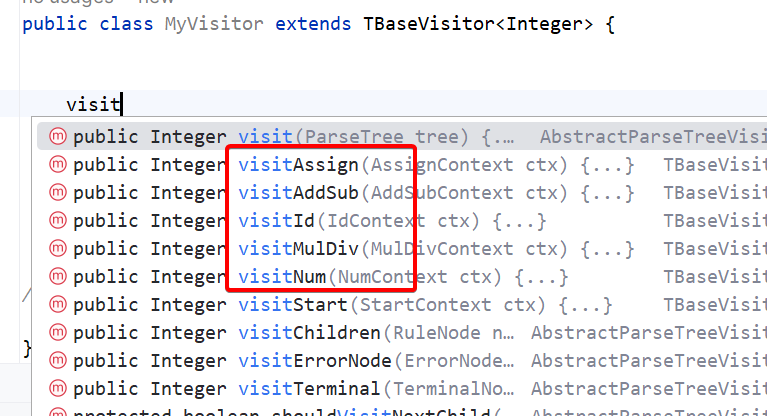 no usages new
public class MyVisitor extends TBaseVisitor<Integer> {
visit
m public Integer visit(ParseTree tree) {... AbstractParseTreeVisi
m public Integer visitAssign(AssignContext ctx) {...} TBaseVisit
m public Integer visitAddSub(AddSubContext ctx) {...} TBaseVisit
m public Integer visitId(IdContext ctx) {...} TBaseVisit
m public Integer visitMulDiv(MulDivContext ctx) {...} TBaseVisit
m public Integer visitNum(NumContext ctx) {...} TBaseVisit
/ m public Integer visitStart(StartContext ctx) {...} TBaseVisit
m public Integer visitChildren(RuleNode n… AbstractParseTreeVisit
} m public Integer visitErrorNode(ErrorNode… AbstractParseTreeVisit
m public Integer visitTerminal(TerminalNo… AbstractParseTreeVisit
protected boolean shouldVisitNextChild(